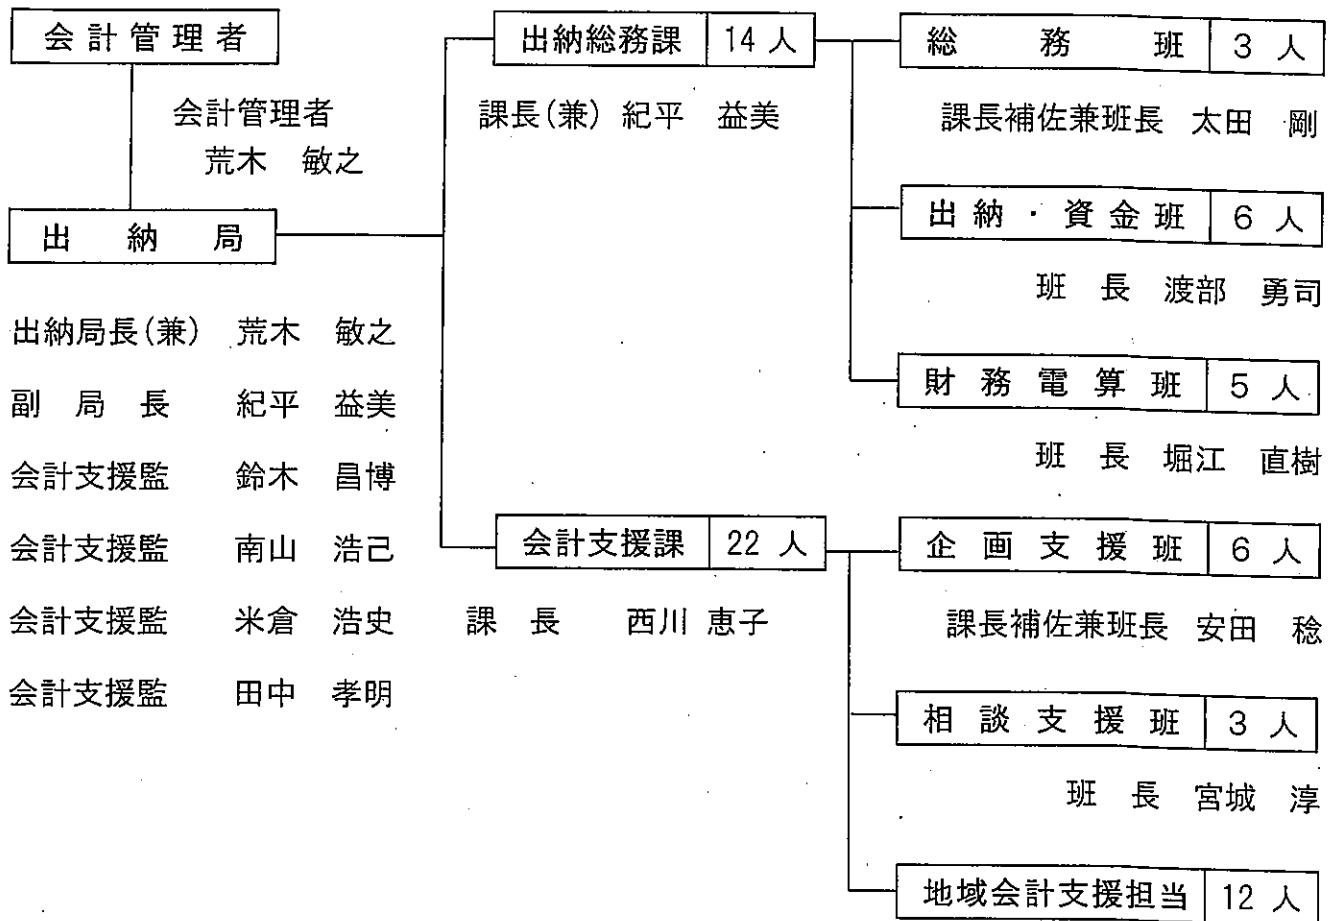 会計管理者
会計管理者
荒木 敏之
出納局
出納局長(兼) 荒木 敏之
副局長 紀平 益美
会計支援監 鈴木 昌博
会計支援監 南山 浩己
会計支援監 米倉 浩史
会計支援監 田中 孝明
出納総務課 14人
課長(兼) 紀平 益美
総務班 3人
課長補佐兼班長 太田 剛
出納・資金班 6人
班長 渡部 勇司
財務電算班 5人
班長 堀江 直樹
会計支援課 22人
課長 西川 恵子
企画支援班 6人
課長補佐兼班長 安田 稔
相談支援班 3人
班長 宮城 淳
地域会計支援担当 12人